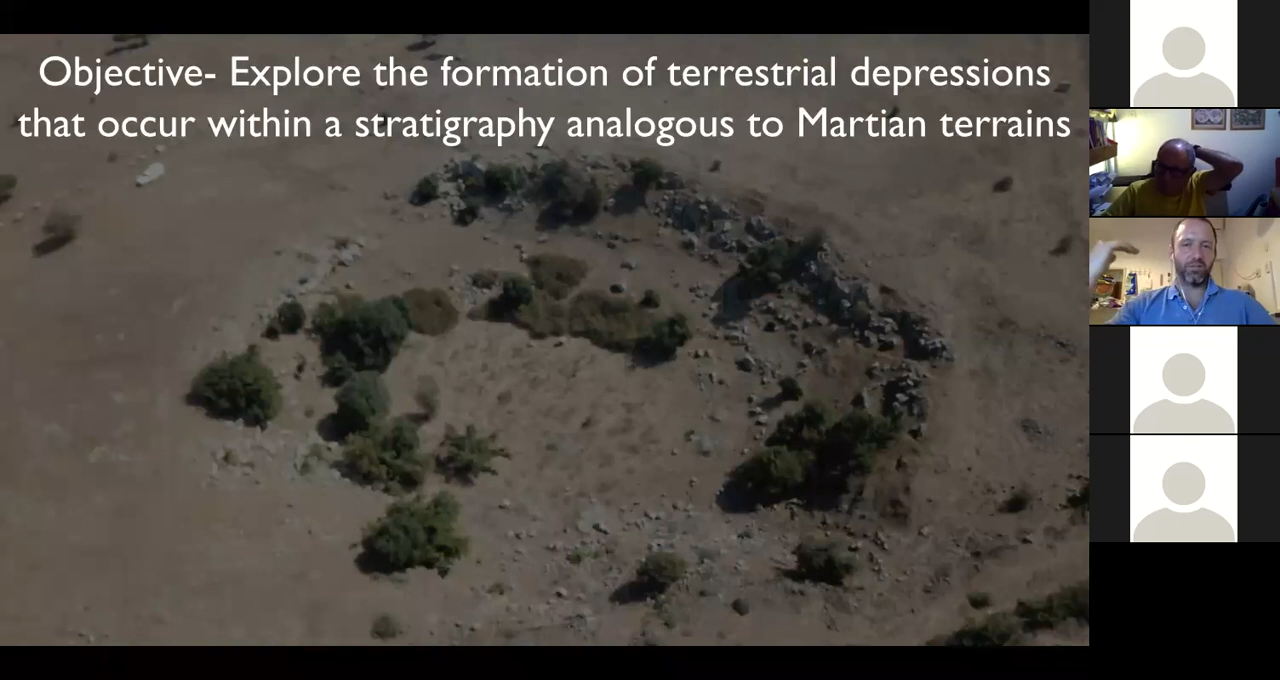 Objective- Explore the formation of terrestrial depressions
that occur within a stratigraphy analogous to Martian terrains